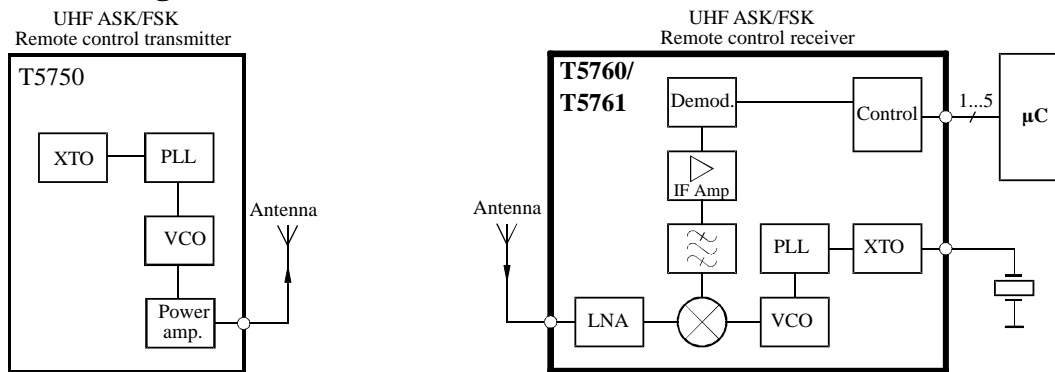 UHF ASK/FSK
Remote control transmitter
T5750
XTO
PLL
VCO
Power
amp.
Antenna
UHF ASK/FSK
Remote control receiver
T5760/
T5761
Demod.
Control
1...5
µC
IF Amp
Antenna
PLL
XTO
LNA
VCO